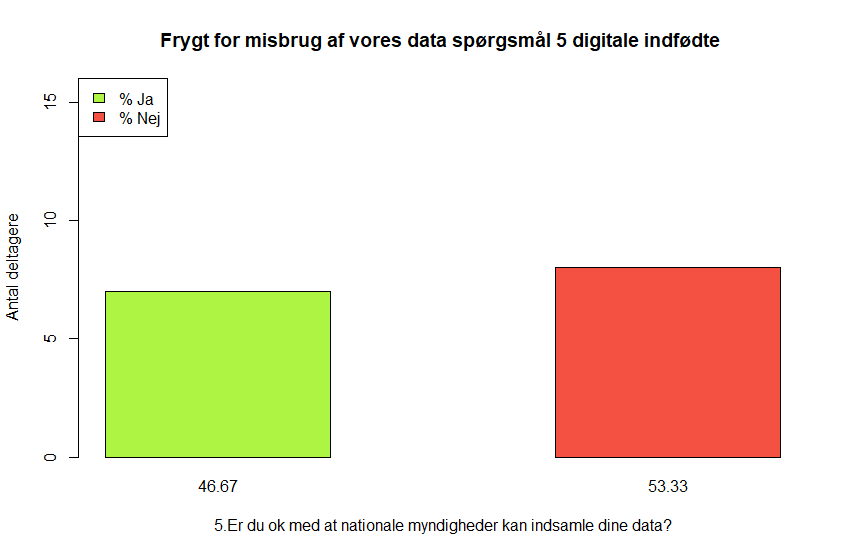 Frygt for misbrug af vores data spørgsmål 5 digitale indfødte
% Ja
% Nej
15
10
5
0
Antal deltagere
46.67
53.33
5.Er du ok med at nationale myndigheder kan indsamle dine data?